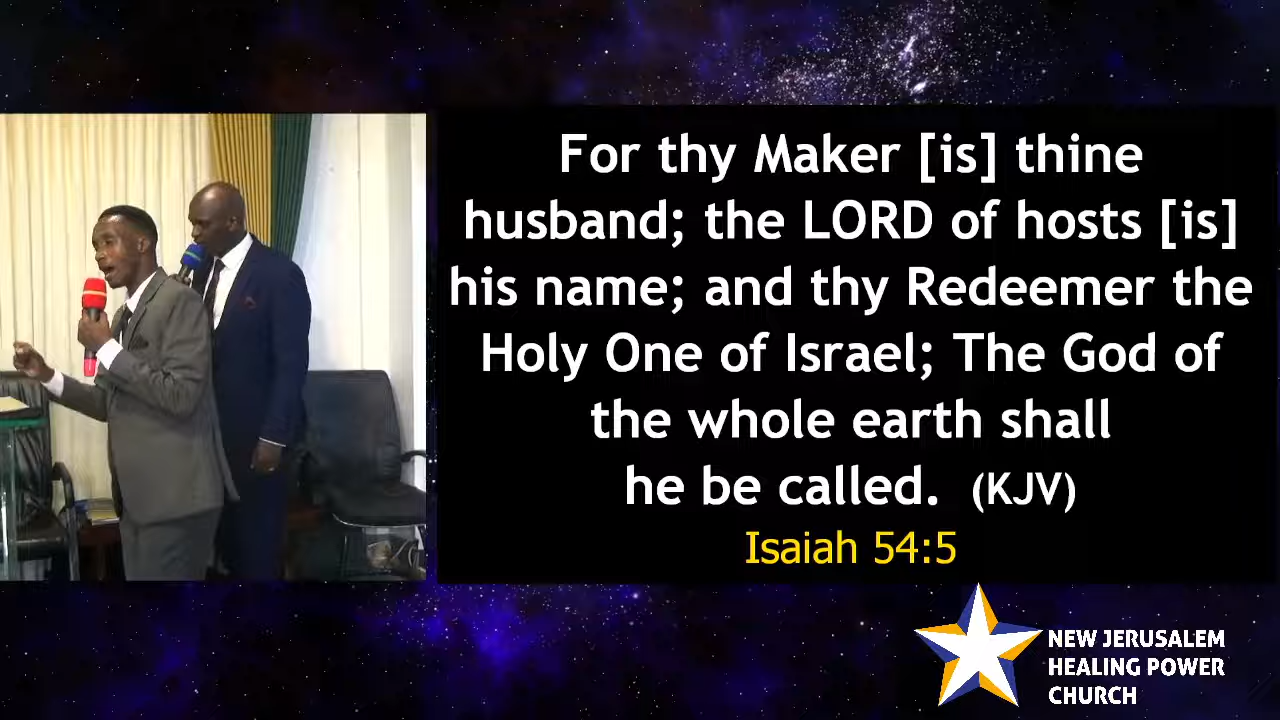 For thy Maker [is] thine
husband; the LORD of hosts [is]
his name; and thy Redeemer the
Holy One of Israel; The God of
the whole earth shall
he be called. (KJV)
Isaiah 54:5
NEW JERUSALEM
HEALING POWER
CHURCH